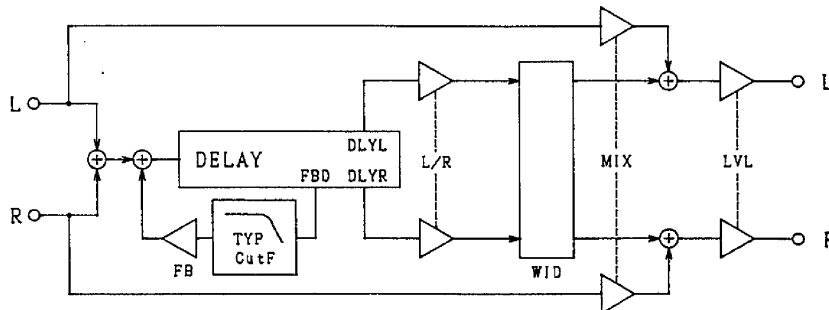 L
L
DELAY
DLYL
FBD
DLYR
L/R
MIX
LVL
R
TYP
CutF
FB
WID